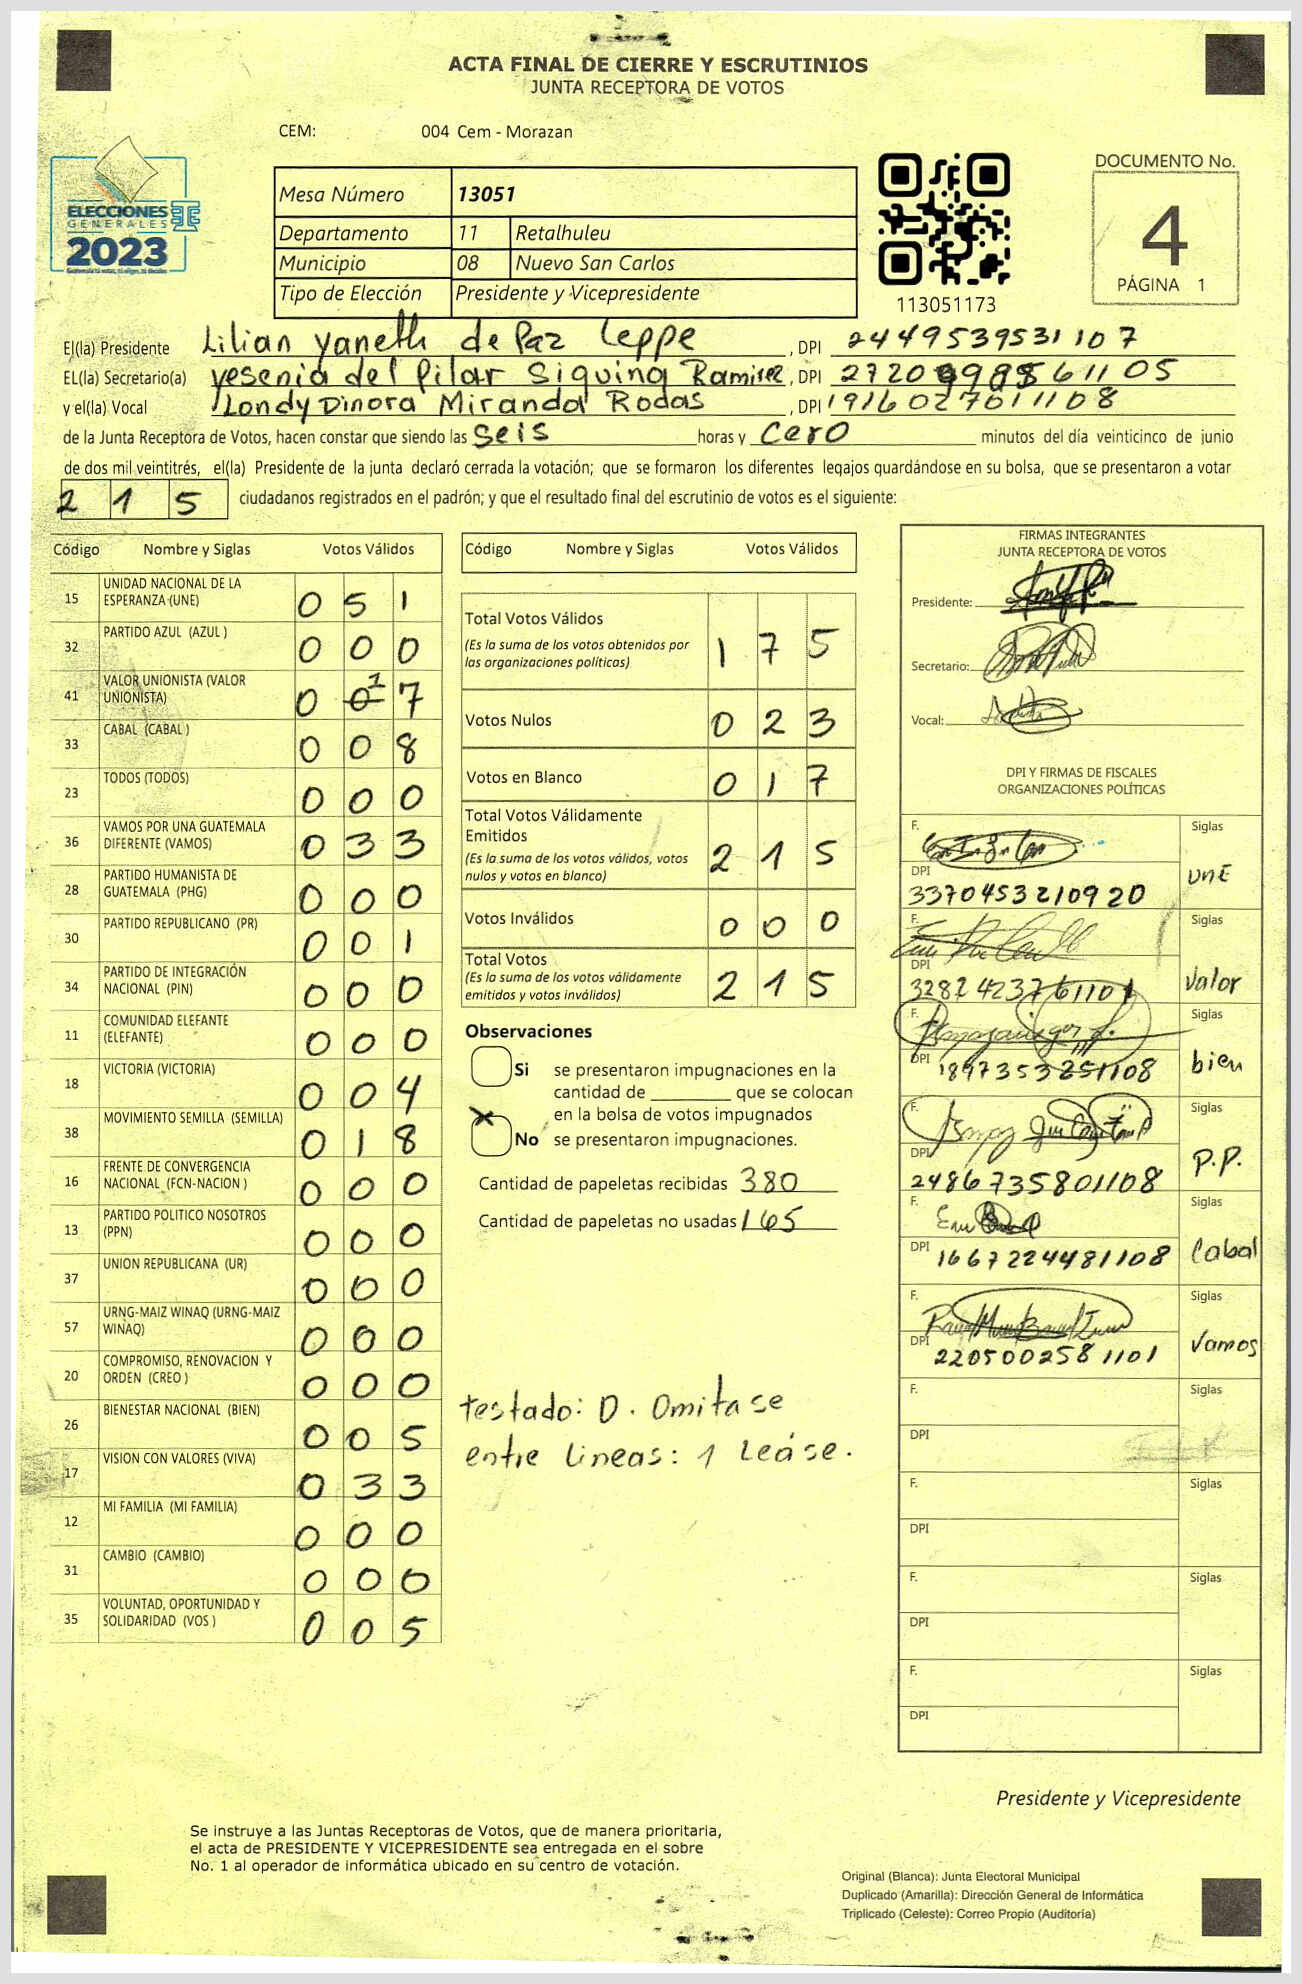 ACTA FINAL DE CIERRE Y ESCRUTINIOS
JUNTA RECEPTORA DE VOTOS
CEM: 004 Cem - Morazan
ELECCIONES
GENERALES
2023
Mesa Número 13051
Departamento 11 Retalhuleu
Municipio 08 Nuevo San Carlos
Tipo de Elección Presidente y Vicepresidente
113051173
DOCUMENTO No.
4
PÁGINA 1
El(la) Presidente Lilian Yaneth de Paz Leppe, DPI 2449539531107
EL(la) Secretario(a) Yesenia del Pilar Siquina Ramirez, DPI
y el(la) Vocal Londy Dinora Miranda Rodas, DPI 1916027011108
de la Junta Receptora de Votos, hacen constar que siendo las seis horas y cero minutos del día veinticinco de junio
de dos mil veintitrés, el(la) Presidente de la junta declaró cerrada la votación; que se formaron los diferentes legajos quardándose en su bolsa, que se presentaron a votar
215 ciudadanos registrados en el padrón; y que el resultado final del escrutinio de votos es el siguiente:
Código Nombre y Siglas Votos Válidos
15 UNIDAD NACIONAL DE LA ESPERANZA (UNE) 0 5 1
32 PARTIDO AZUL (AZUL ) 0 0 0
41 VALOR UNIONISTA (VALOR UNIONISTA) 0 0 1 7
33 CABAL (CABAL ) 0 0 8
23 TODOS (TODOS) 0 0 0
36 VAMOS POR UNA GUATEMALA DIFERENTE (VAMOS) 0 3 3
28 PARTIDO HUMANISTA DE GUATEMALA (PHG) 0 0 0
30 PARTIDO REPUBLICANO (PR) 0 0 1
34 PARTIDO DE INTEGRACIÓN NACIONAL (PIN) 0 0 0
11 COMUNIDAD ELEFANTE (ELEFANTE) 0 0 0
18 VICTORIA (VICTORIA) 0 0 4
38 MOVIMIENTO SEMILLA (SEMILLA) 0 1 8
16 FRENTE DE CONVERGENCIA NACIONAL (FCN-NACION ) 0 0 0
13 PARTIDO POLITICO NOSOTROS (PPN) 0 0 0
37 UNION REPUBLICANA (UR) 0 0 0
57 URNG-MAIZ WINAQ (URNG-MAIZ WINAQ) 0 0 0
20 COMPROMISO, RENOVACION Y ORDEN (CREO ) 0 0 0
26 BIENESTAR NACIONAL (BIEN) 0 0 5
17 VISION CON VALORES (VIVA) 0 3 3
12 MI FAMILIA (MI FAMILIA) 0 0 0
31 CAMBIO (CAMBIO) 0 0 0
35 VOLUNTAD, OPORTUNIDAD Y SOLIDARIDAD (VOS ) 0 0 5
Código Nombre y Siglas Votos Válidos
Total Votos Válidos 1 7 5
(Es la suma de los votos obtenidos por
las organizaciones políticas)
Votos Nulos 0 2 3
Votos en Blanco 0 1 7
Total Votos Válidamente
Emitidos 2 1 5
(Es la suma de los votos válidos, votos
nulos y votos en blanco)
Votos Inválidos 0 0 0
Total Votos 2 1 5
(Es la suma de los votos válidamente
emitidos y votos inválidos)
Observaciones
Si se presentaron impugnaciones en la
cantidad de ________ que se colocan
en la bolsa de votos impugnados
X
No se presentaron impugnaciones.
Cantidad de papeletas recibidas 380
Cantidad de papeletas no usadas 165
testado: 0. Omitase
entre lineas: 1 Leáse.
FIRMAS INTEGRANTES
JUNTA RECEPTORA DE VOTOS
Presidente:
Secretario:
Vocal:
DPI Y FIRMAS DE FISCALES
ORGANIZACIONES POLÍTICAS
F. Siglas
DPI UNE
3370453210920
F. Siglas
DPI Valor
3287423761101
F. Siglas
DPI bien
1897353251108
F. Siglas
DPI P.P.
2486735801108
F. Siglas
DPI 1667224481108 Cabal
F. Siglas
DPI Vamos
2205000258 1101
F. Siglas
DPI
F. Siglas
DPI
F. Siglas
DPI
F. Siglas
DPI
Presidente y Vicepresidente
Se instruye a las Juntas Receptoras de Votos, que de manera prioritaria,
el acta de PRESIDENTE Y VICEPRESIDENTE sea entregada en el sobre
No. 1 al operador de informática ubicado en su centro de votación.
Original (Blanca): Junta Electoral Municipal
Duplicado (Amarilla): Dirección General de Informática
Triplicado (Celeste): Correo Propio (Auditoría)